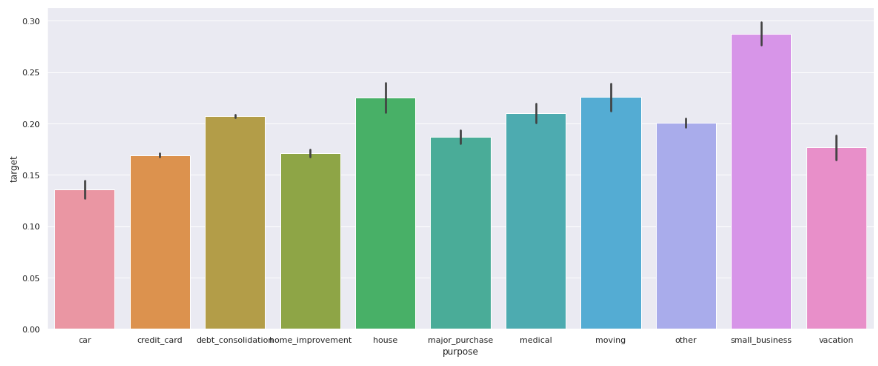 0.30
0.25
0.20
0.15
0.10
0.05
0.00
target
car credit_card debt_consolidation home_improvement house major_purchase medical moving other small_business vacation
purpose